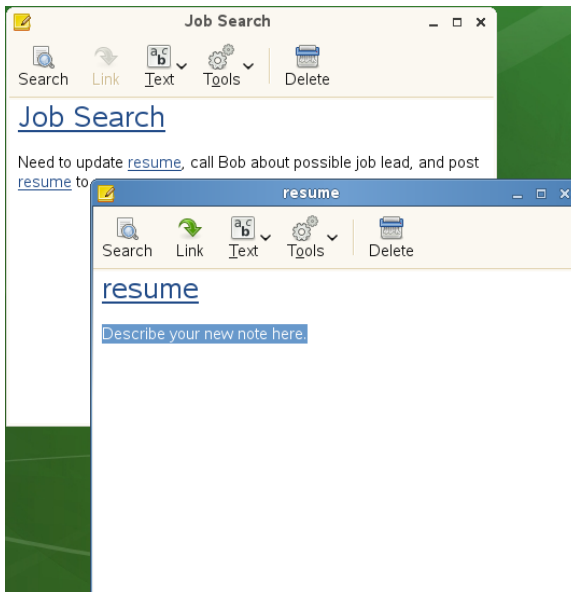 Job Search
Search Link Text Tools Delete
Job Search
Need to update resume, call Bob about possible job lead, and post
resume to
resume
Search Link Text Tools Delete
resume
Describe your new note here.